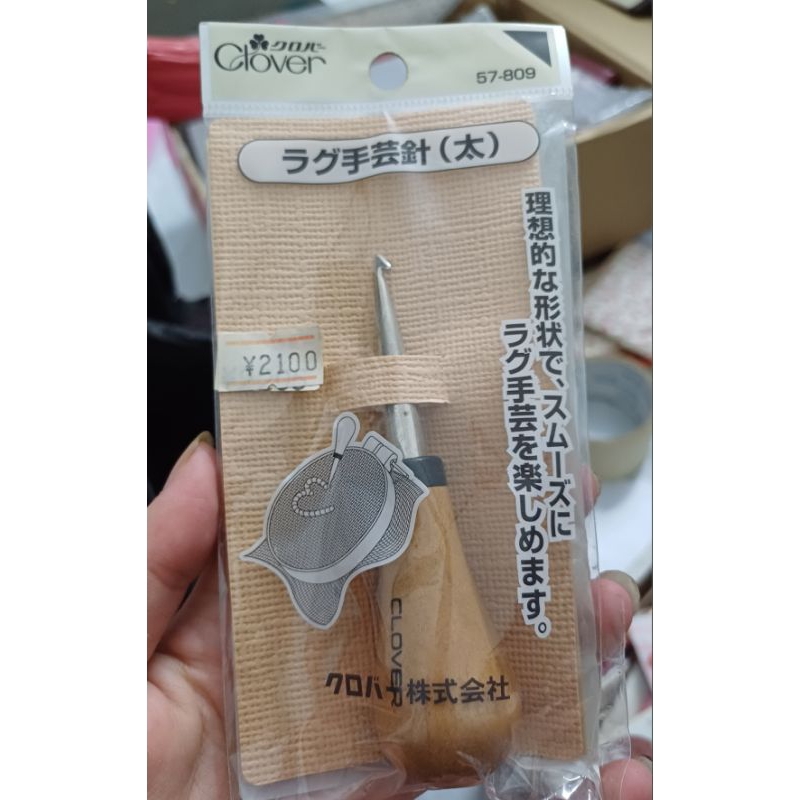 クロバー
Clover
57-809
ラグ手芸針(太)
理想的な形状で、スムーズに
ラグ手芸を楽しめます。
¥2100
CLOVER
クロバー株式会社